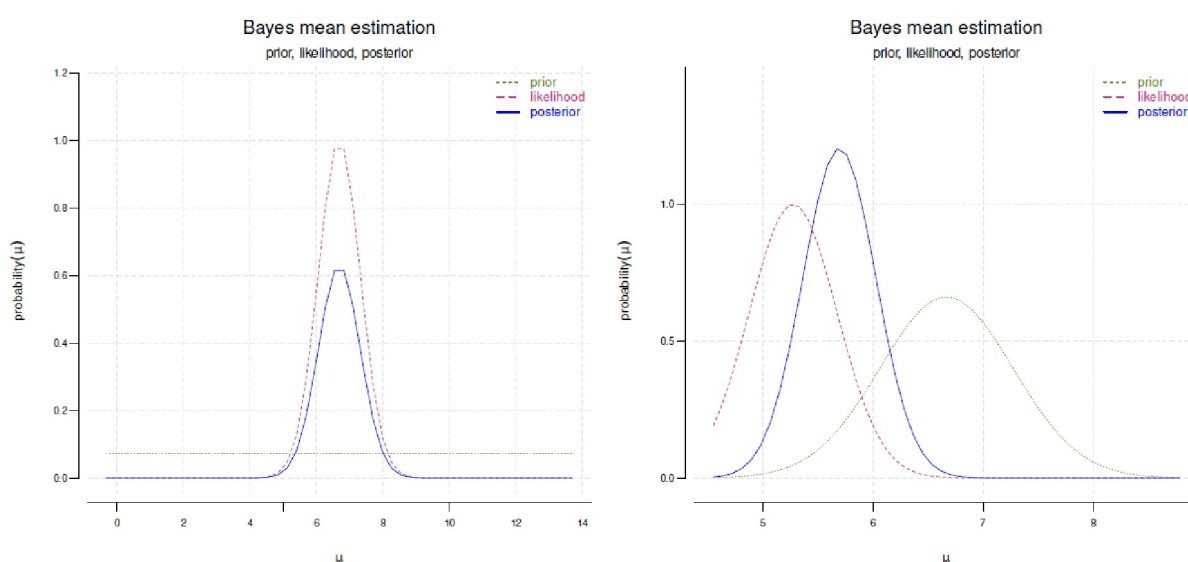 Bayes mean estimation
prior, likelihood, posterior
1.2
1.0
0.8
0.6
0.4
0.2
0.0
probability(μ)
prior
likelihood
posterior
0 2 4 6 8 10 12 14
μ
Bayes mean estimation
prior, likelihood, posterior
1.0
0.5
0.0
probability(μ)
prior
likelihood
posterior
5 6 7 8
μ